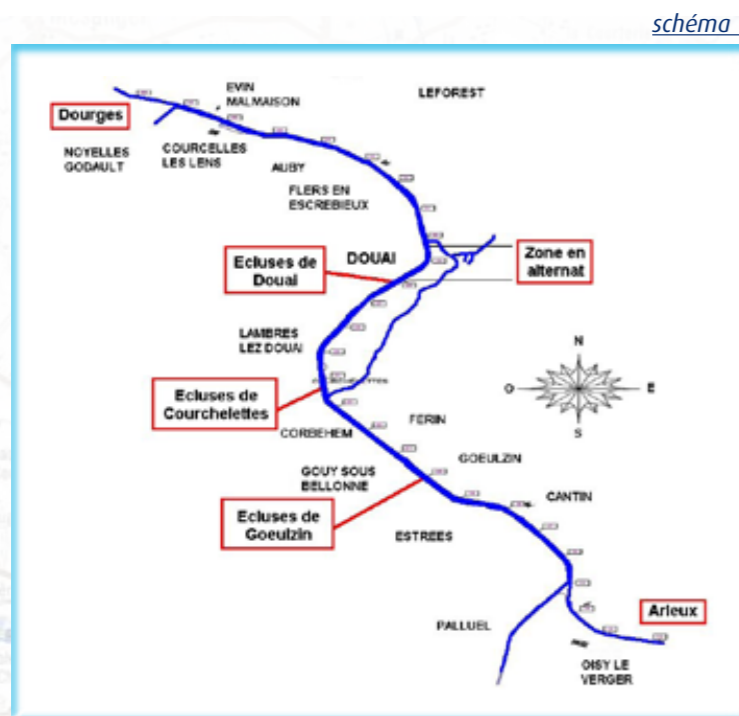 schéma
EVIN
MALMAISON
LEFOREST
Dourges
NOYELLES
GODAULT
COURCELLES
LES LENS
AUBY
FLERS EN
ESCREBIEUX
Ecluses de
Douai
DOUAI
Zone en
alternat
LAMBRES
LEZ DOUAI
N
O
E
S
Ecluses de
Courchelettes
CORBEHEM
FERIN
GOUY SOUS
BELLONNE
GOEULZIN
Ecluses de
Goeulzin
CANTIN
ESTREES
PALLUEL
Arleux
OISY LE
VERGER